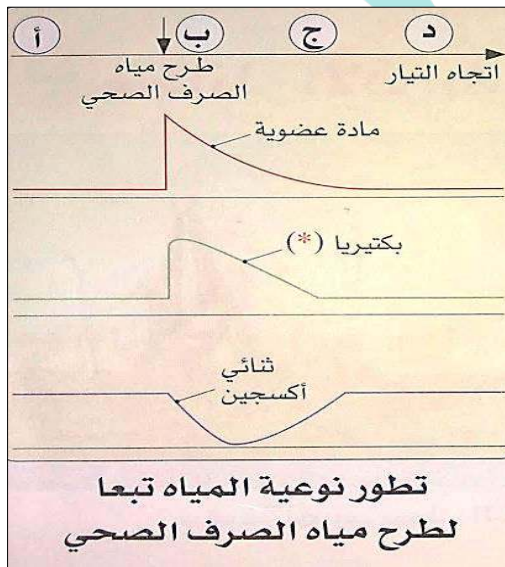 أ ب ج د
طرح مياه
الصرف الصحي
اتجاه التيار
مادة عضوية
بكتيريا (*)
ثنائي
أكسجين
تطور نوعية المياه تبعا
لطرح مياه الصرف الصحي